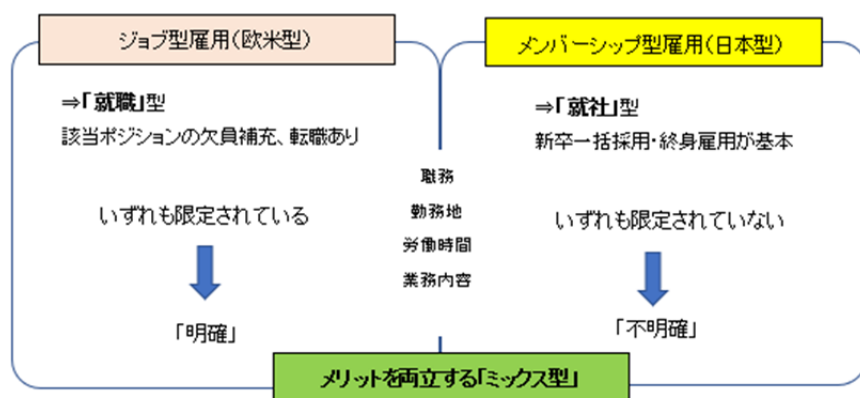 ジョブ型雇用(欧米型)
⇒「就職」型
該当ポジションの欠員補充、転職あり
いずれも限定されている
「明確」
職務
勤務地
労働時間
業務内容
メンバーシップ型雇用(日本型)
⇒「就社」型
新卒一括採用・終身雇用が基本
いずれも限定されていない
「不明確」
メリットを両立する「ミックス型」